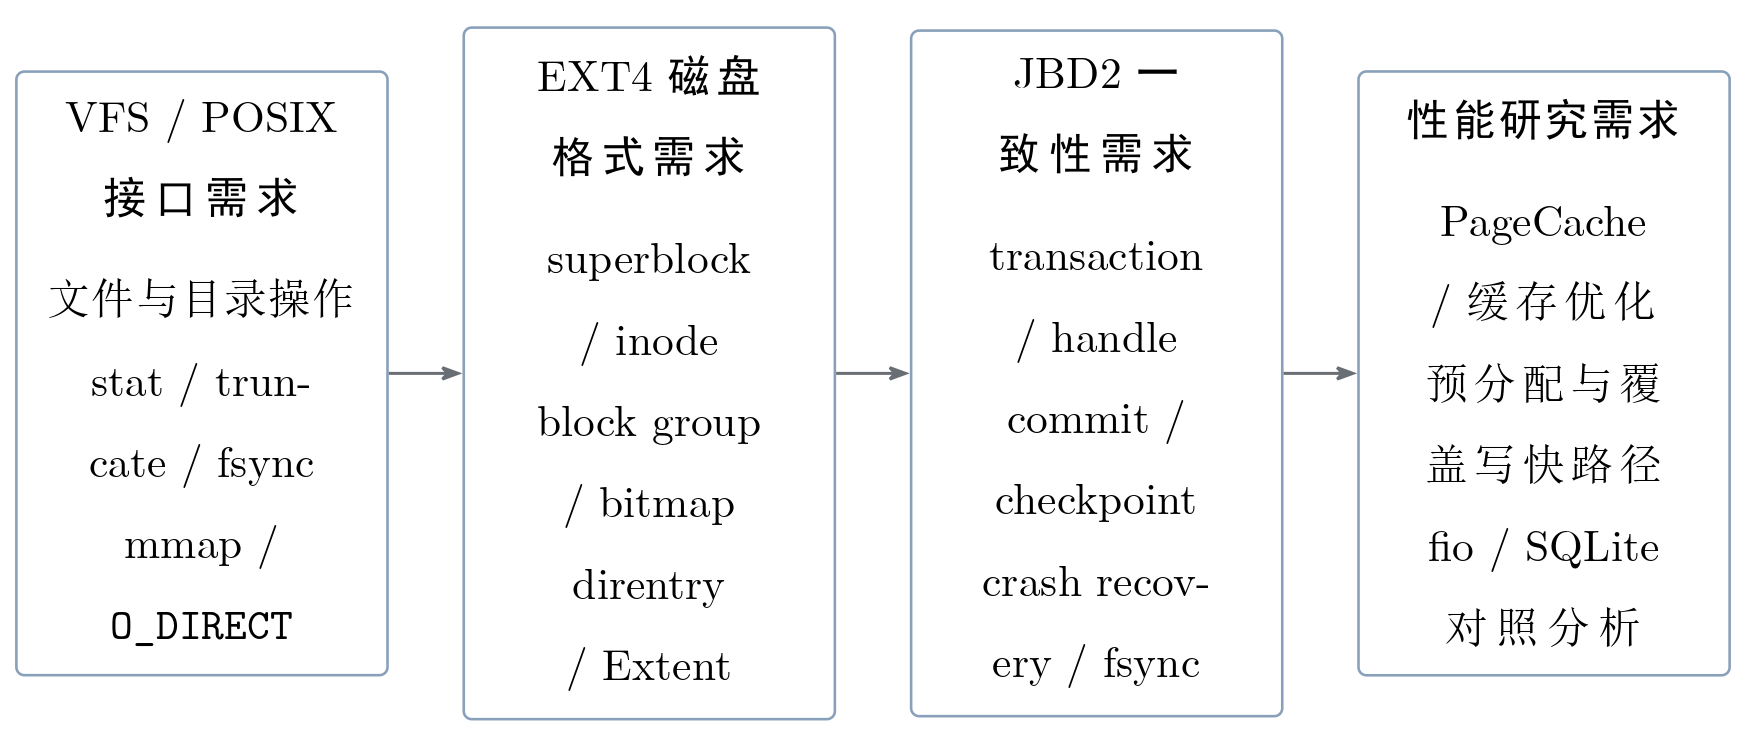 VFS / POSIX
接口需求
文件与目录操作
stat / trun-
cate / fsync
mmap /
O_DIRECT
EXT4 磁盘
格式需求
superblock
/ inode
block group
/ bitmap
direntry
/ Extent
JBD2 一
致性需求
transaction
/ handle
commit /
checkpoint
crash recov-
ery / fsync
性能研究需求
PageCache
/ 缓存优化
预分配与覆
盖写快路径
fio / SQLite
对照分析